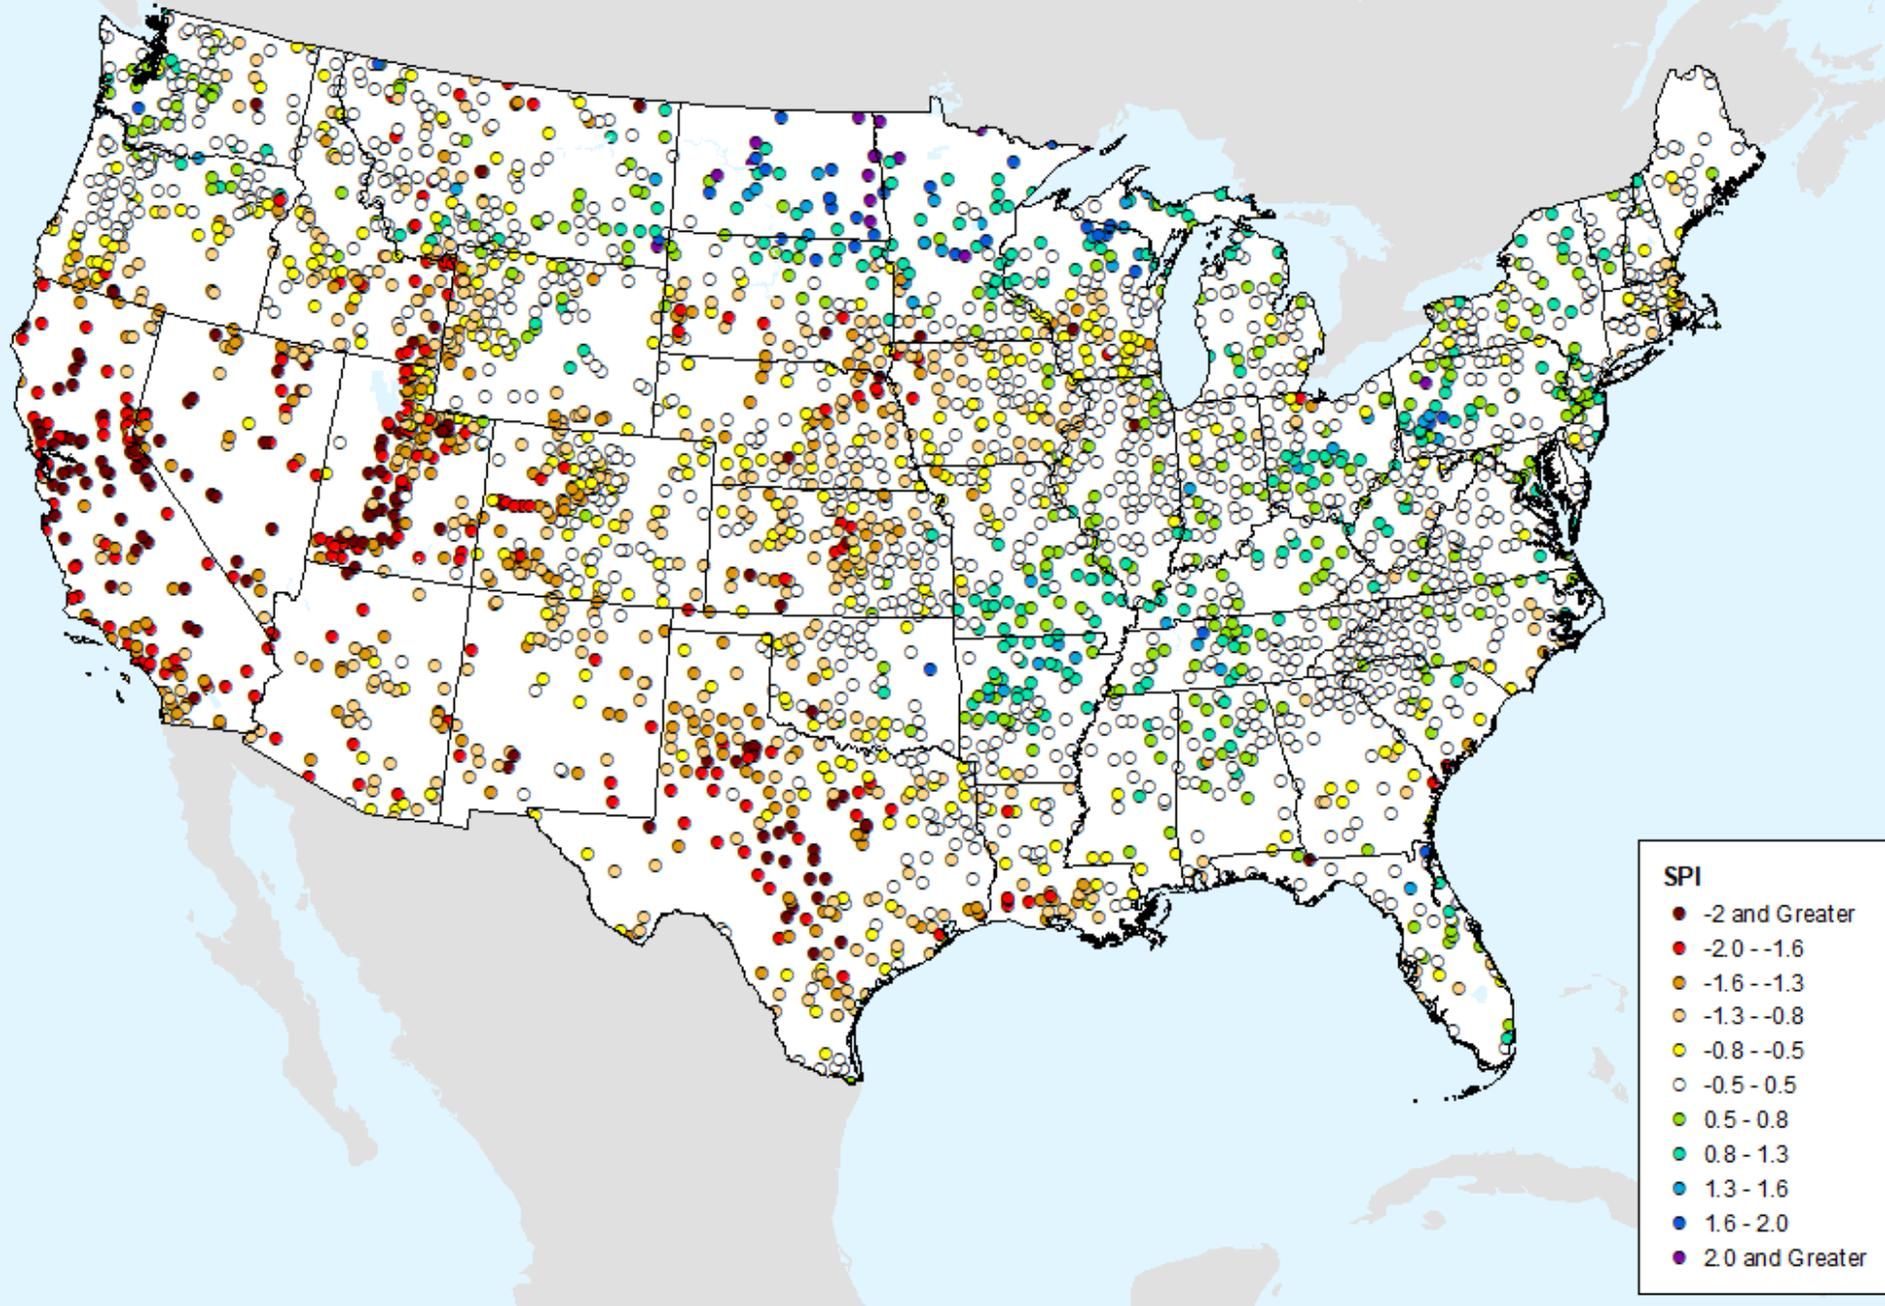 SPI
-2 and Greater
-2.0 - -1.6
-1.6 - -1.3
-1.3 - -0.8
-0.8 - -0.5
-0.5 - 0.5
0.5 - 0.8
0.8 - 1.3
1.3 - 1.6
1.6 - 2.0
2.0 and Greater